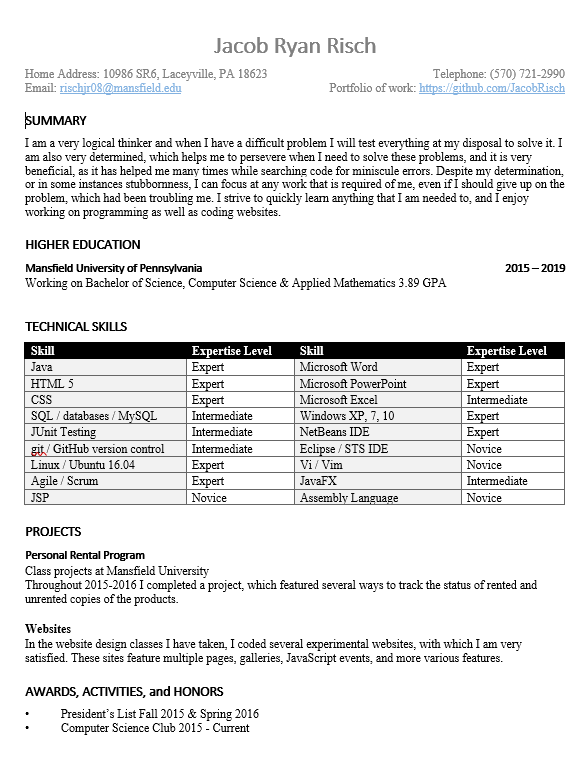 Jacob Ryan Risch
Home Address: 10986 SR6, Laceyville, PA 18623 Telephone: (570) 721-2990
Email: rischjr08@mansfield.edu Portfolio of work: https://github.com/JacobRisch
SUMMARY
I am a very logical thinker and when I have a difficult problem I will test everything at my disposal to solve it. I
am also very determined, which helps me to persevere when I need to solve these problems, and it is very
beneficial, as it has helped me many times while searching code for miniscule errors. Despite my determination,
or in some instances stubbornness, I can focus at any work that is required of me, even if I should give up on the
problem, which had been troubling me. I strive to quickly learn anything that I am needed to, and I enjoy
working on programming as well as coding websites.
HIGHER EDUCATION
Mansfield University of Pennsylvania 2015 – 2019
Working on Bachelor of Science, Computer Science & Applied Mathematics 3.89 GPA
TECHNICAL SKILLS
Skill Expertise Level Skill Expertise Level
Java Expert Microsoft Word Expert
HTML 5 Expert Microsoft PowerPoint Expert
CSS Expert Microsoft Excel Intermediate
SQL / databases / MySQL Intermediate Windows XP, 7, 10 Expert
JUnit Testing Intermediate NetBeans IDE Expert
git / GitHub version control Intermediate Eclipse / STS IDE Novice
Linux / Ubuntu 16.04 Expert Vi / Vim Novice
Agile / Scrum Expert JavaFX Intermediate
JSP Novice Assembly Language Novice
PROJECTS
Personal Rental Program
Class projects at Mansfield University
Throughout 2015-2016 I completed a project, which featured several ways to track the status of rented and
unrented copies of the products.
Websites
In the website design classes I have taken, I coded several experimental websites, with which I am very
satisfied. These sites feature multiple pages, galleries, JavaScript events, and more various features.
AWARDS, ACTIVITIES, and HONORS
• President's List Fall 2015 & Spring 2016
• Computer Science Club 2015 - Current